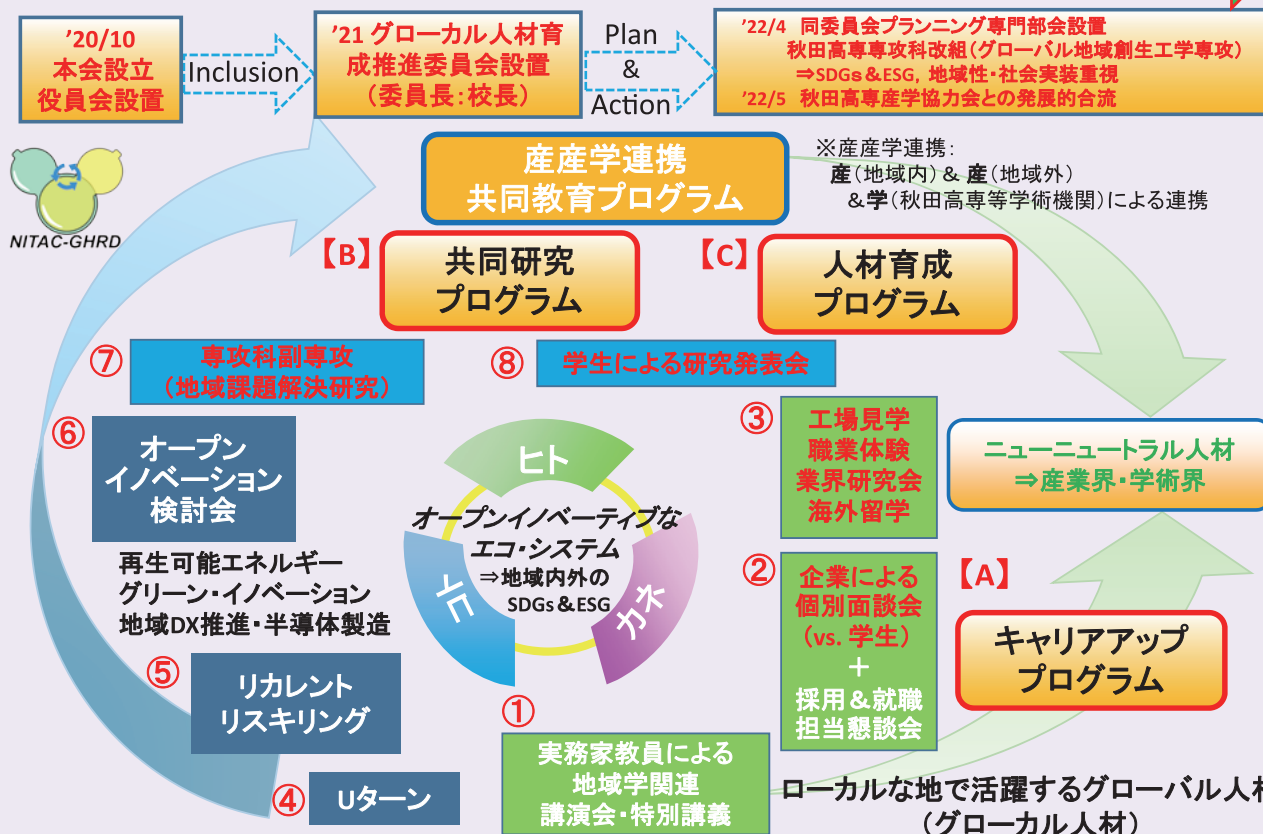 '20/10
本会設立
役員会設置
Inclusion
'21 グローカル人材育
成推進委員会設置
(委員長:校長)
Plan
&
Action
'22/4 同委員会プランニング専門部会設置
秋田高専専攻科改組(グローバル地域創生工学専攻)
⇒SDGs&ESG, 地域性・社会実装重視
'22/5 秋田高専産学協力会との発展的合流
NITAC-GHRD
産産学連携
共同教育プログラム
※産産学連携:
産(地域内) & 産(地域外)
&学(秋田高専等学術機関)による連携
【B】
共同研究
プログラム
【C】
人材育成
プログラム
⑦
専攻科副専攻
(地域課題解決研究)
⑧
学生による研究発表会
⑥
オープン
イノベーション
検討会
再生可能エネルギー
グリーン・イノベーション
地域DX推進・半導体製造
ヒト
オープンイノベーティブな
エコ・システム
⇒地域内外の
SDGs&ESG
カネ
③
工場見学
職業体験
業界研究会
海外留学
ニューニュートラル人材
⇒産業界・学術界
②
企業による
個別面談会
(vs. 学生)
+
採用&就職
担当懇談会
【A】
キャリアアップ
プログラム
⑤
リカレント
リスキリング
④
Uターン
①
実務家教員による
地域学関連
講演会・特別講義
ローカルな地で活躍するグローバル人材
(グローカル人材)